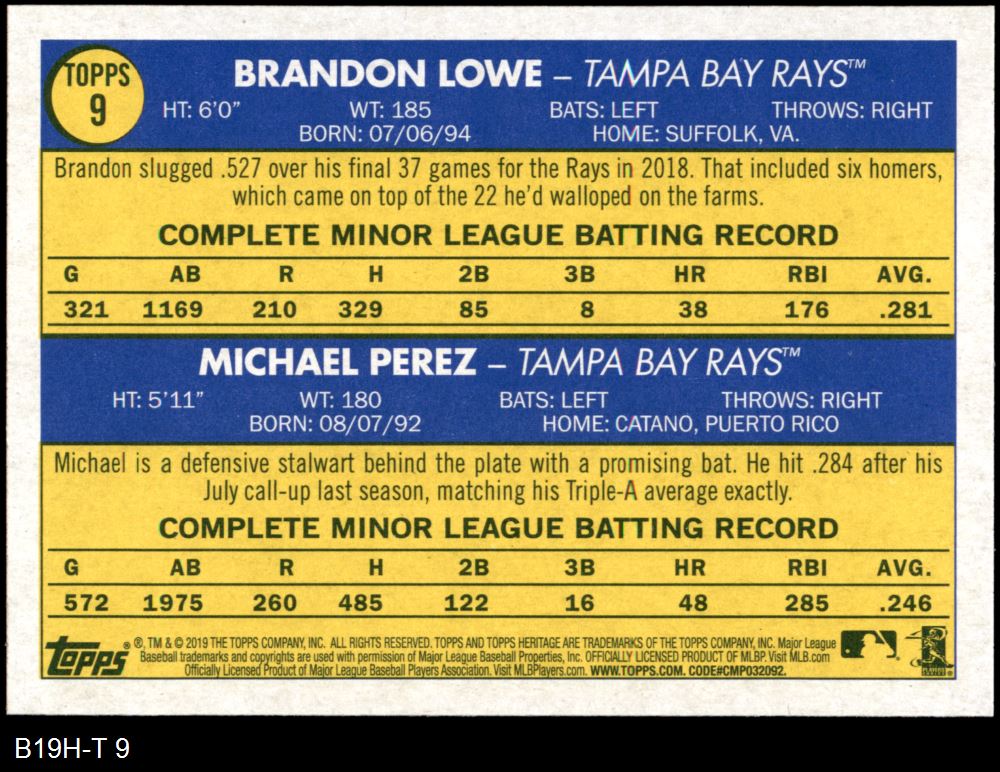 TOPPS
9
BRANDON LOWE – TAMPA BAY RAYS™
HT: 6'0" WT: 185 BATS: LEFT THROWS: RIGHT
BORN: 07/06/94 HOME: SUFFOLK, VA.
Brandon slugged .527 over his final 37 games for the Rays in 2018. That included six homers,
which came on top of the 22 he'd walloped on the farms.
COMPLETE MINOR LEAGUE BATTING RECORD
G AB R H 2B 3B HR RBI AVG.
321 1169 210 329 85 8 38 176 .281
MICHAEL PEREZ – TAMPA BAY RAYS™
HT: 5'11" WT: 180 BATS: LEFT THROWS: RIGHT
BORN: 08/07/92 HOME: CATANO, PUERTO RICO
Michael is a defensive stalwart behind the plate with a promising bat. He hit .284 after his
July call-up last season, matching his Triple-A average exactly.
COMPLETE MINOR LEAGUE BATTING RECORD
G AB R H 2B 3B HR RBI AVG.
572 1975 260 485 122 16 48 285 .246
TOPPS®
®, TM & © 2019 THE TOPPS COMPANY, INC. ALL RIGHTS RESERVED. TOPPS AND TOPPS HERITAGE ARE TRADEMARKS OF THE TOPPS COMPANY, INC. Major League
Baseball trademarks and copyrights are used with permission of Major League Baseball Properties, Inc. OFFICIALLY LICENSED PRODUCT OF MLBP. Visit MLB.com
Officially Licensed Product of Major League Baseball Players Association. Visit MLBPlayers.com. WWW.TOPPS.COM. CODE#CMP032092.
B19H-T 9